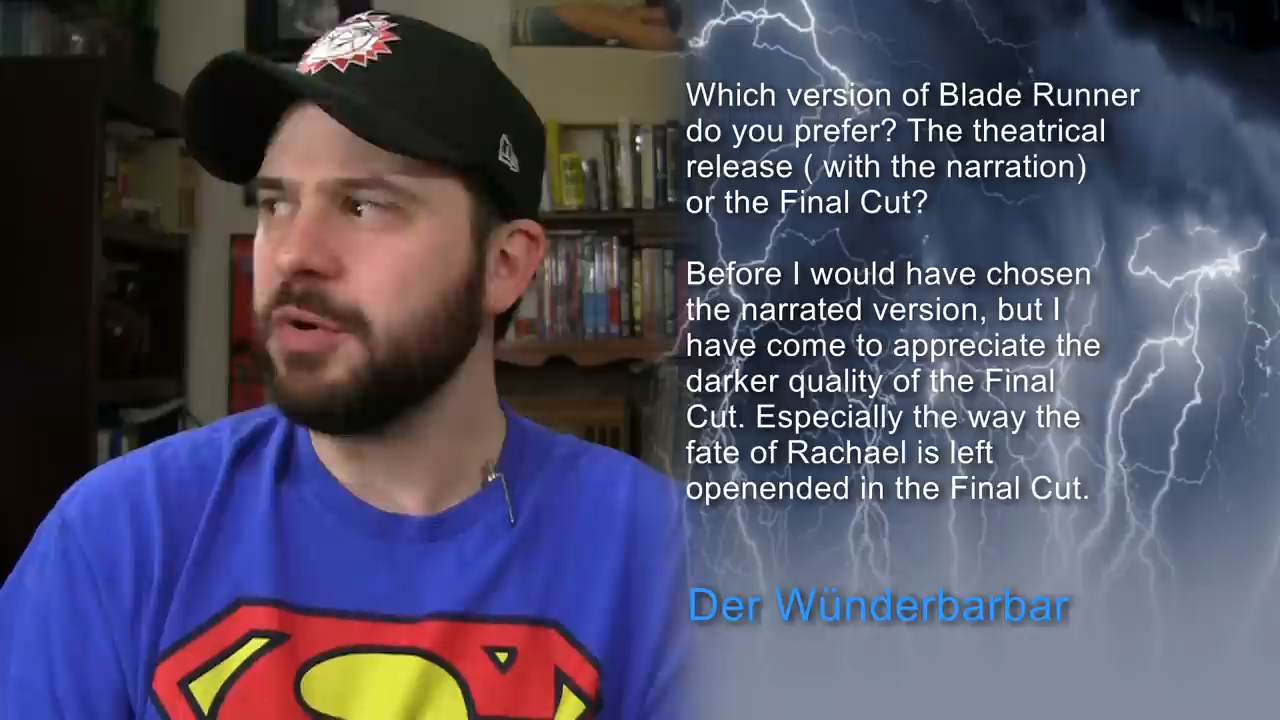 Which version of Blade Runner
do you prefer? The theatrical
release ( with the narration)
or the Final Cut?
Before I would have chosen
the narrated version, but I
have come to appreciate the
darker quality of the Final
Cut. Especially the way the
fate of Rachael is left
openended in the Final Cut.
Der Wünderbarbar